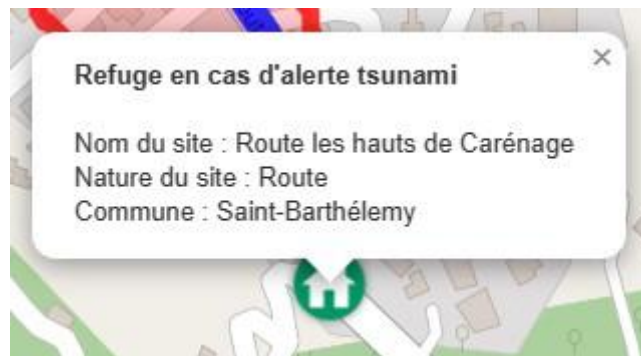 Refuge en cas d'alerte tsunami
Nom du site : Route les hauts de Carénage
Nature du site : Route
Commune : Saint-Barthélemy